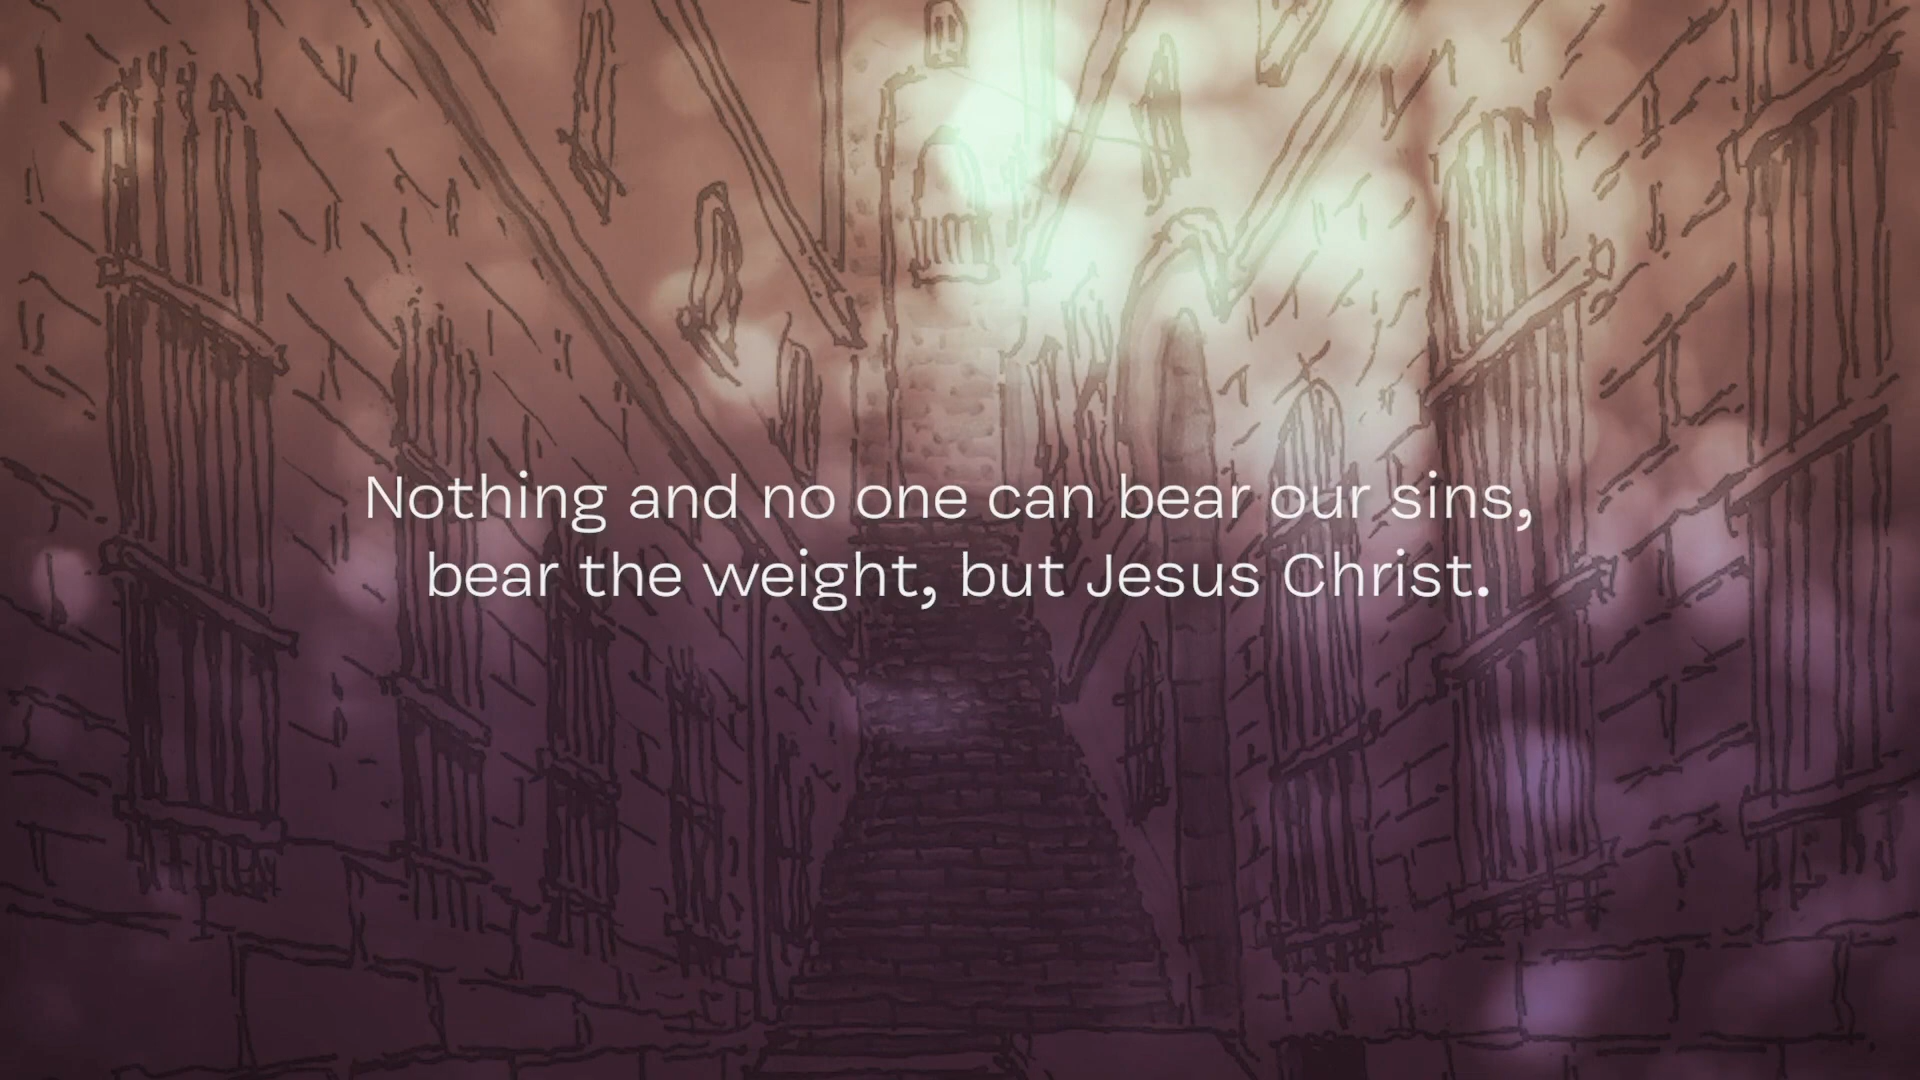 Nothing and no one can bear our sins,
bear the weight, but Jesus Christ.